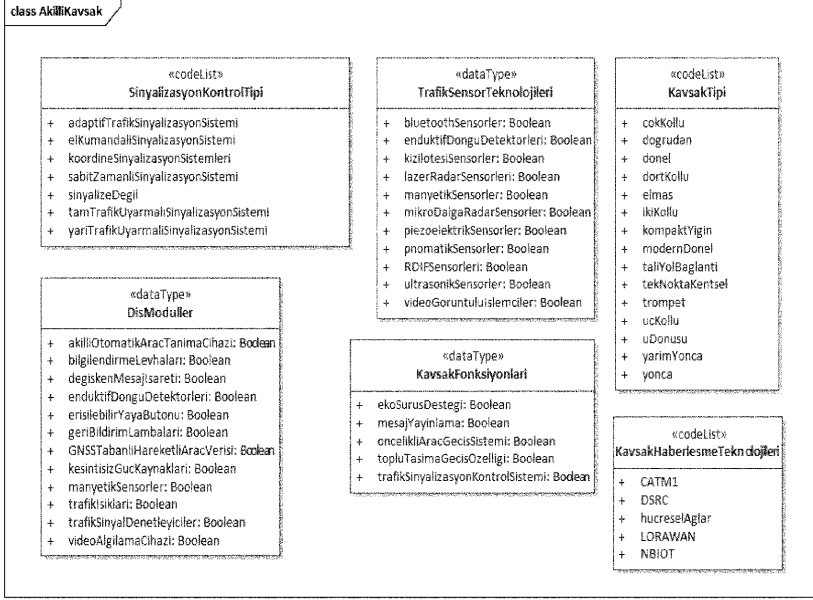 class AkilliKavsak
«codeList»
SinyalizasyonKontrolTipi
+ adaptifTrafikSinyalizasyonSistemi
+ elKumandaliSinyalizasyonSistemi
+ koordineSinyalizasyonSistemleri
+ sabitZamanliSinyalizasyonSistemi
+ sinyalizeDegil
+ tamTrafikUyarmaliSinyalizasyonSistemi
+ yariTrafikUyarmaliSinyalizasyonSistemi
«dataType»
DisModuller
+ akilliOtomatikAracTanimaCihazi: Boolean
+ bilgilendirmeLevhalari: Boolean
+ degiskenMesajIsareti: Boolean
+ enduktifDonguDetektorleri: Boolean
+ erisilebilirYayaButonu: Boolean
+ geriBildirimLambalari: Boolean
+ GNSSTabanliHareketliAracVerisi: Boolean
+ kesintisizGucKaynaklari: Boolean
+ manyetikSensorler: Boolean
+ trafikIsiklari: Boolean
+ trafikSinyalDenetleyiciler: Boolean
+ videoAlgilamaCihazi: Boolean
«dataType»
TrafikSensorTeknolojileri
+ bluetoothSensorler: Boolean
+ enduktifDonguDetektorleri: Boolean
+ kizilotesiSensorler: Boolean
+ lazerRadarSensorleri: Boolean
+ manyetikSensorler: Boolean
+ mikroDalgaRadarSensorler: Boolean
+ piezoelektrikSensorler: Boolean
+ pnomatikSensorler: Boolean
+ RDIFSensorleri: Boolean
+ ultrasonikSensorler: Boolean
+ videoGoruntuIslemciler: Boolean
«dataType»
KavsakFonksiyonlari
+ ekoSurusDestegi: Boolean
+ mesajYayinlama: Boolean
+ oncelikliAracGecisSistemi: Boolean
+ topluTasimaGecisOzelligi: Boolean
+ trafikSinyalizasyonKontrolSistemi: Boolean
«codeList»
KavsakTipi
+ cokKollu
+ dogrudan
+ donel
+ dortKollu
+ elmas
+ ikiKollu
+ kompaktYigin
+ modernDonel
+ taliYolBaglanti
+ tekNoktaKentsel
+ trompet
+ ucKollu
+ uDonusu
+ yarimYonca
+ yonca
«codeList»
KavsakHaberlesmeTeknolojileri
+ CATM1
+ DSRC
+ hucreselAglar
+ LORAWAN
+ NBIOT